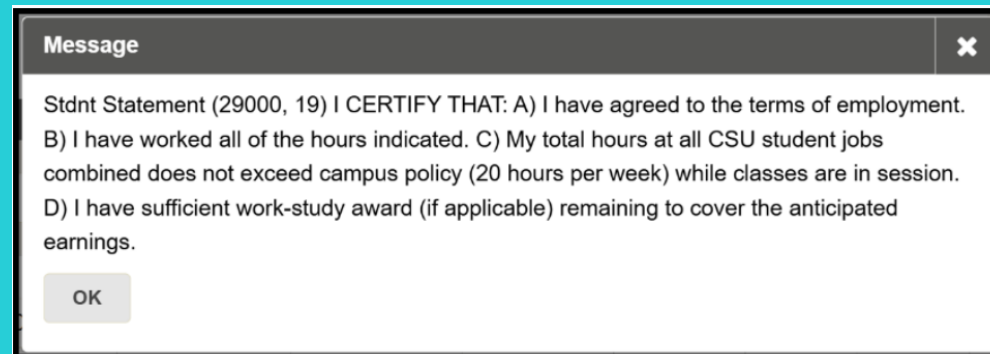 Message
Stdnt Statement (29000, 19) I CERTIFY THAT: A) I have agreed to the terms of employment.
B) I have worked all of the hours indicated. C) My total hours at all CSU student jobs
combined does not exceed campus policy (20 hours per week) while classes are in session.
D) I have sufficient work-study award (if applicable) remaining to cover the anticipated
earnings.
OK